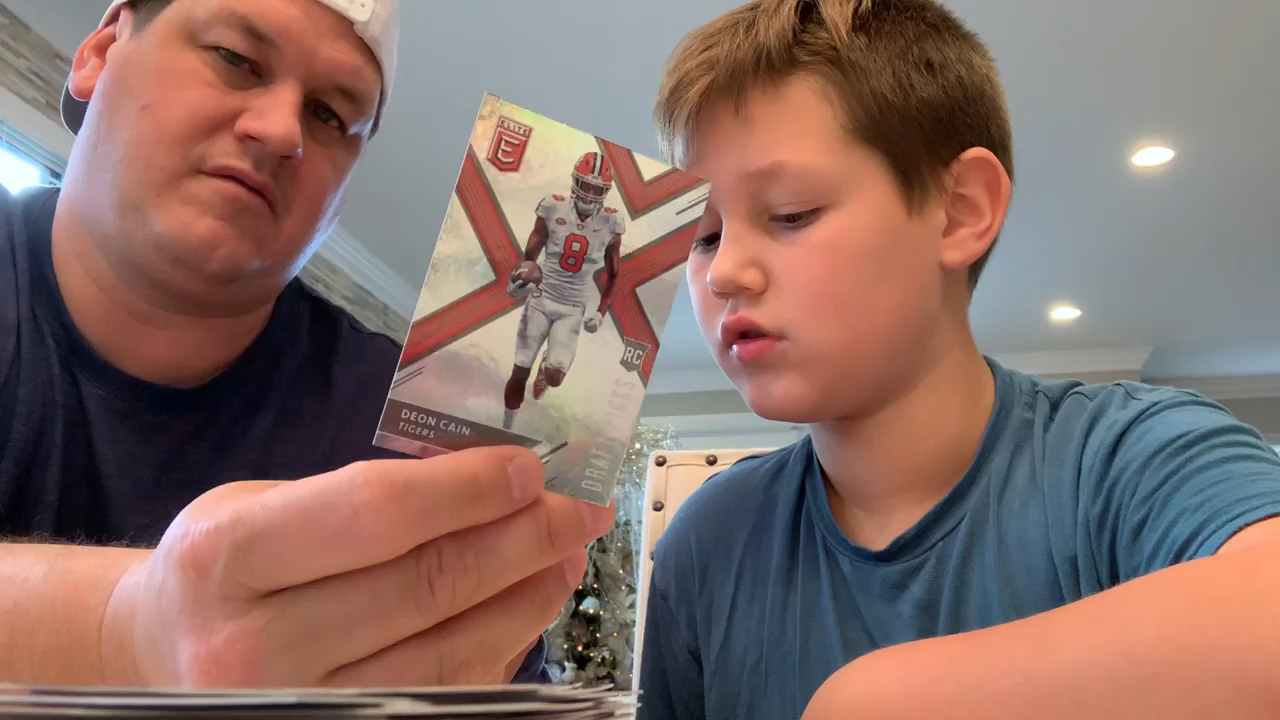 ELITE
E
8
RC
DEON CAIN
TIGERS
DRAFT PICKS